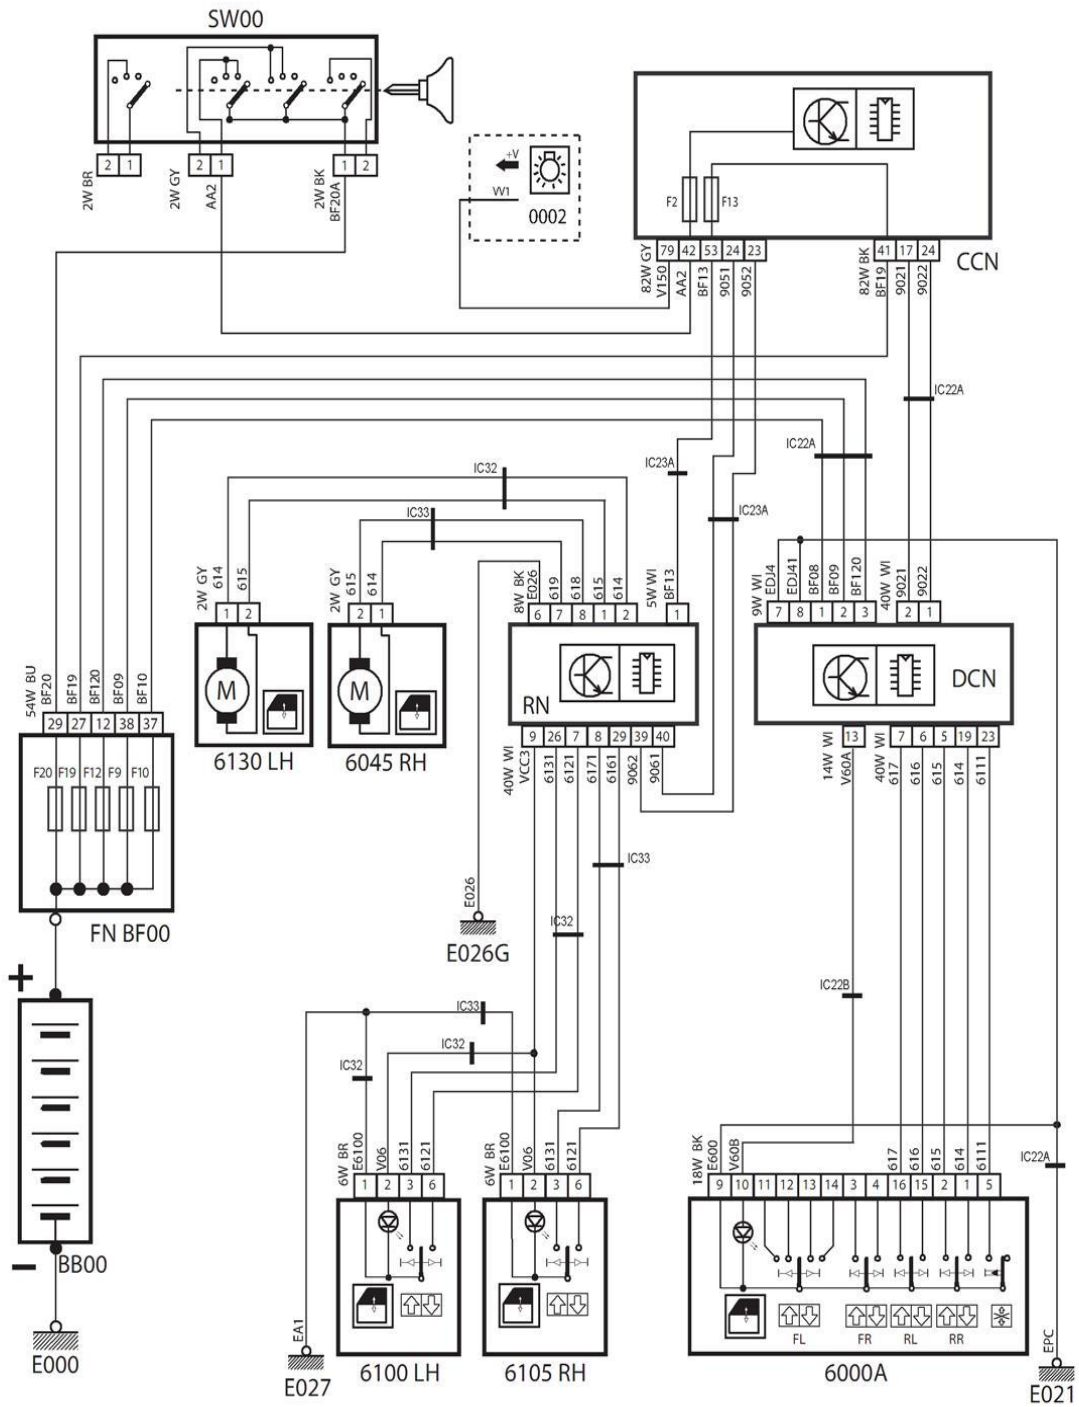 SW00
2 1
2 1
1 2
2W BR
2W GY
AA2
2W BK
BF20A
+V
W1
0002
F2
F13
79 42 53 24 23
41 17 24
CCN
82W GY
V150
AA2
BF13
9051
9052
82W BK
BF19
9021
9022
IC22A
IC22A
IC23A
IC23A
IC32
IC33
2W GY
614
615
1 2
2W GY
615
614
2 1
8W BK
E026
619
618
615
614
6 7 8 1 2
5W WI
BF13
1
9W WI
EDJ4
EDJ41
BF08
BF09
BF120
7 8 1 2 3
40W WI
9021
9022
2 1
M
M
6130 LH
6045 RH
RN
DCN
9 26 7 8 29 39 40
40W WI
VCC3
6131
6121
6171
6161
9062
9061
13
14W WI
V60A
7 6 5 19 23
40W WI
617
616
615
614
6111
54W BU
BF20
BF19
BF120
BF09
BF10
29 27 12 38 37
F20 F19 F12 F9 F10
FN BF00
IC33
IC32
E026
E026G
IC22B
+
−
BB00
E000
IC33
IC32
IC32
6W BR
E6100
V06
6131
6121
1 2 3 6
6W BR
E6100
V06
6131
6121
1 2 3 6
EA1
E027
6100 LH
6105 RH
18W BK
E600
V60B
617
616
615
614
6111
9 10 11 12 13 14 3 4 16 15 2 1 5
FL FR RL RR
6000A
IC22A
EPC
E021